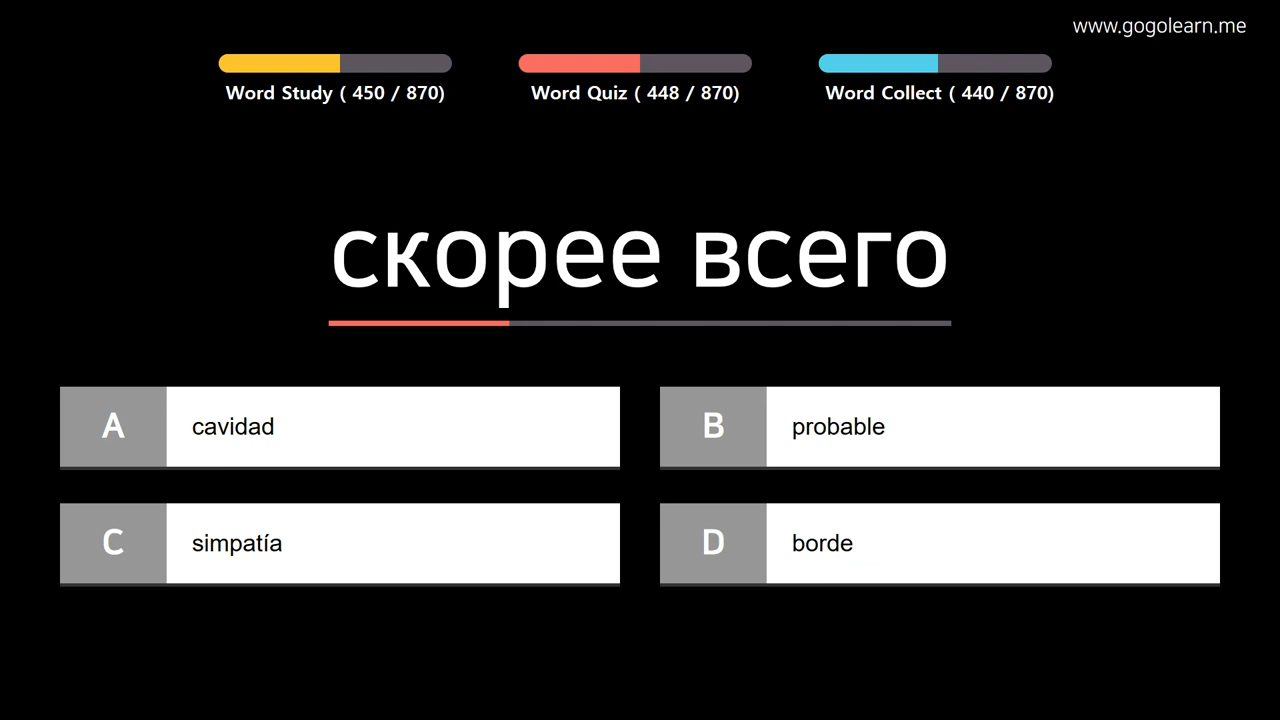 www.gogolearn.me
Word Study ( 450 / 870)
Word Quiz ( 448 / 870)
Word Collect ( 440 / 870)
скорее всего
A cavidad
B probable
C simpatía
D borde